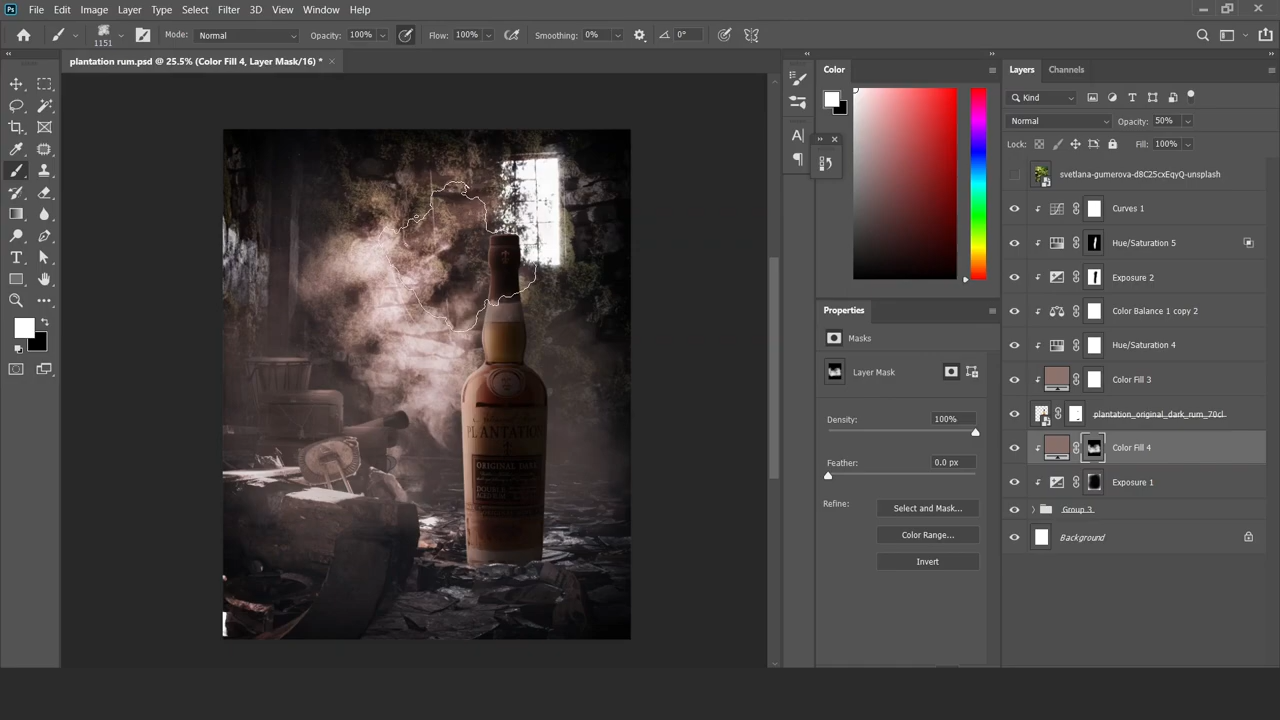 Ps File Edit Image Layer Type Select Filter 3D View Window Help
1151 Mode: Normal Opacity: 100% Flow: 100% Smoothing: 0% 0°
plantation rum.psd @ 25.5% (Color Fill 4, Layer Mask/16) *
Color
Layers Channels
Kind
Normal Opacity: 50%
Lock: Fill: 100%
svetlana-gumerova-d8C25cxEqyQ-unsplash
Curves 1
Hue/Saturation 5
Exposure 2
Color Balance 1 copy 2
Hue/Saturation 4
Color Fill 3
plantation_original_dark_rum_70cl
Color Fill 4
Exposure 1
Group 3
Background
Properties
Masks
Layer Mask
Density: 100%
Feather: 0.0 px
Refine: Select and Mask...
Color Range...
Invert
PLANTATION
ORIGINAL DARK
DOUBLE